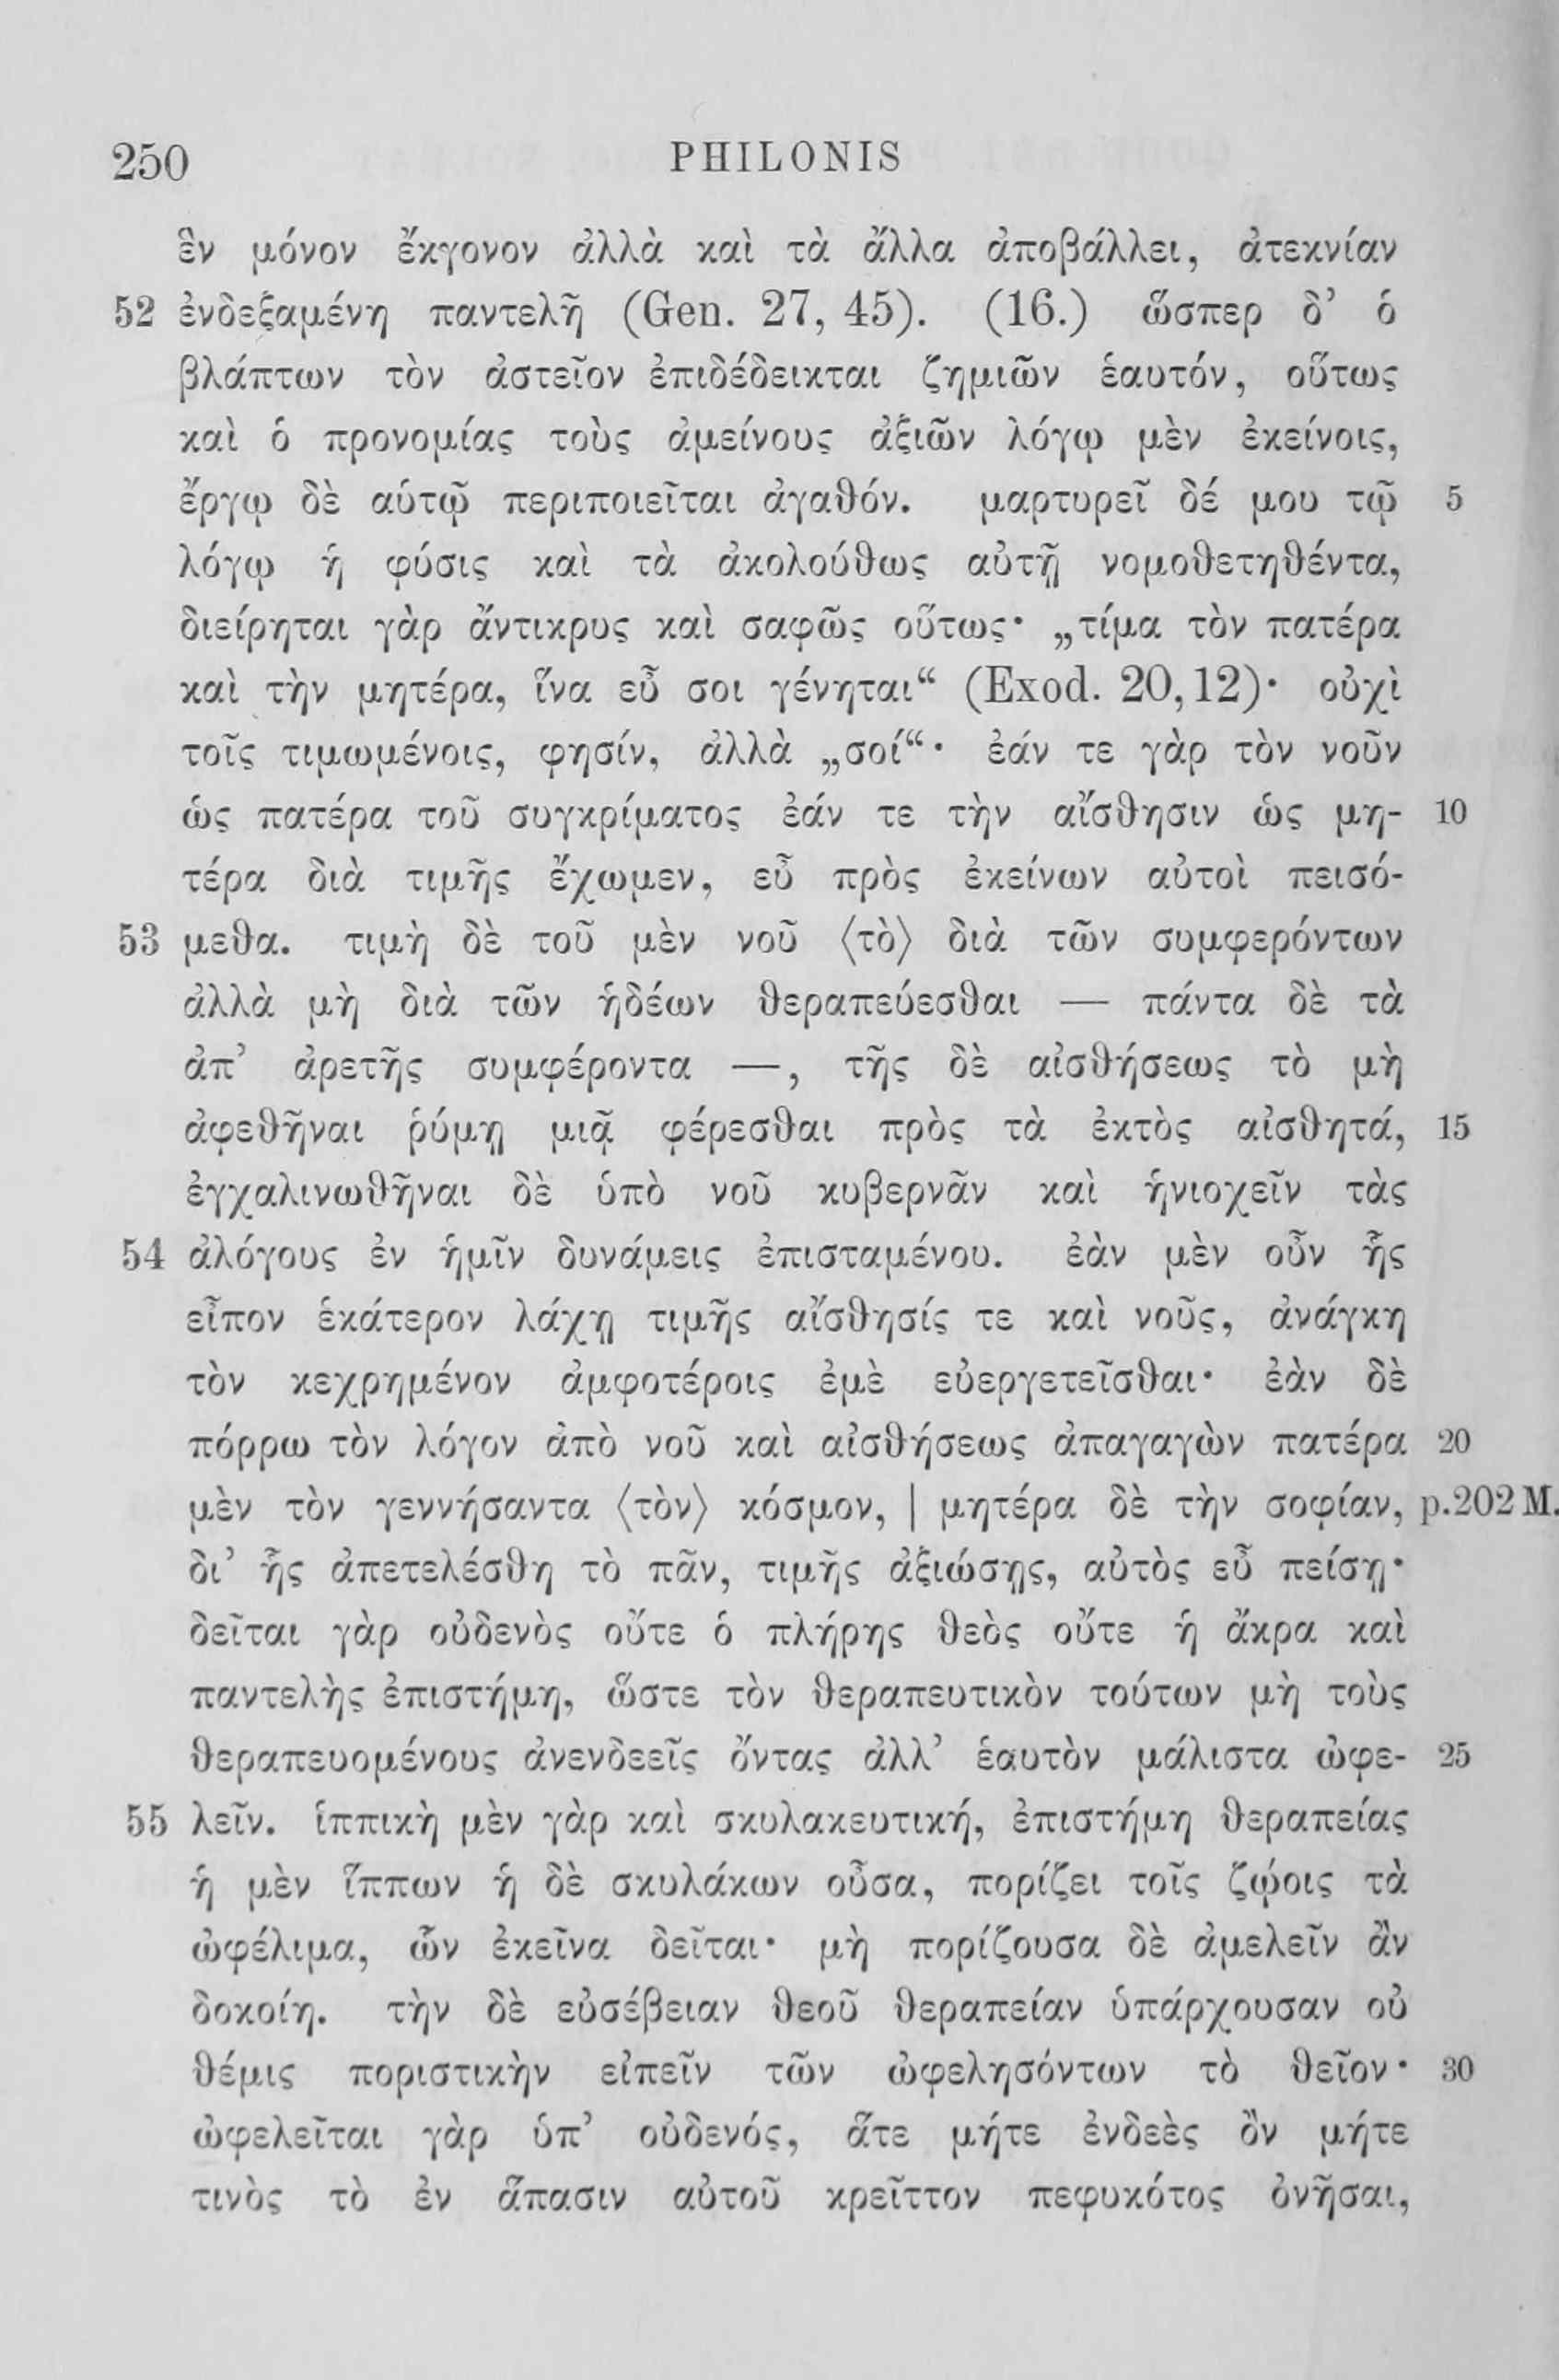 250 PHILONIS
ἓν μόνον ἔκγονον ἀλλὰ καὶ τὰ ἄλλα ἀποβάλλει, ἀτεκνίαν
52 ἐνδεξαμένη παντελῆ (Gen. 27, 45). (16.) ὥσπερ δ’ ὁ
βλάπτων τὸν ἀστεῖον ἐπιδέδεικται ζημιῶν ἑαυτόν, οὕτως
καὶ ὁ προνομίας τοὺς ἀμείνους ἀξιῶν λόγῳ μὲν ἐκείνοις,
ἔργῳ δὲ αὑτῷ περιποιεῖται ἀγαθόν. μαρτυρεῖ δέ μου τῷ 5
λόγῳ ἡ φύσις καὶ τὰ ἀκολούθως αὐτῇ νομοθετηθέντα,
διείρηται γὰρ ἄντικρυς καὶ σαφῶς οὕτως· „τίμα τὸν πατέρα
καὶ τὴν μητέρα, ἵνα εὖ σοι γένηται“ (Exod. 20, 12)· οὐχὶ
τοῖς τιμωμένοις, φησίν, ἀλλὰ „σοί“· ἐάν τε γὰρ τὸν νοῦν
ὡς πατέρα τοῦ συγκρίματος ἐάν τε τὴν αἴσθησιν ὡς μη- 10
τέρα διὰ τιμῆς ἔχωμεν, εὖ πρὸς ἐκείνων αὐτοὶ πεισό-
53 μεθα. τιμὴ δὲ τοῦ μὲν νοῦ ⟨τὸ⟩ διὰ τῶν συμφερόντων
ἀλλὰ μὴ διὰ τῶν ἡδέων θεραπεύεσθαι — πάντα δὲ τὰ
ἀπ’ ἀρετῆς συμφέροντα —, τῆς δὲ αἰσθήσεως τὸ μὴ
ἀφεθῆναι ῥύμῃ μιᾷ φέρεσθαι πρὸς τὰ ἐκτὸς αἰσθητά, 15
ἐγχαλινωθῆναι δὲ ὑπὸ νοῦ κυβερνᾶν καὶ ἡνιοχεῖν τὰς
54 ἀλόγους ἐν ἡμῖν δυνάμεις ἐπισταμένου. ἐὰν μὲν οὖν ἧς
εἶπον ἑκάτερον λάχῃ τιμῆς αἴσθησίς τε καὶ νοῦς, ἀνάγκη
τὸν κεχρημένον ἀμφοτέροις ἐμὲ εὐεργετεῖσθαι· ἐὰν δὲ
πόρρω τὸν λόγον ἀπὸ νοῦ καὶ αἰσθήσεως ἀπαγαγὼν πατέρα 20
μὲν τὸν γεννήσαντα ⟨τὸν⟩ κόσμον, | μητέρα δὲ τὴν σοφίαν, p.202 M.
δι’ ἧς ἀπετελέσθη τὸ πᾶν, τιμῆς ἀξιώσῃς, αὐτὸς εὖ πείσῃ·
δεῖται γὰρ οὐδενὸς οὔτε ὁ πλήρης θεὸς οὔτε ἡ ἄκρα καὶ
παντελὴς ἐπιστήμη, ὥστε τὸν θεραπευτικὸν τούτων μὴ τοὺς
θεραπευομένους ἀνενδεεῖς ὄντας ἀλλ’ ἑαυτὸν μάλιστα ὠφε- 25
55 λεῖν. ἱππικὴ μὲν γὰρ καὶ σκυλακευτική, ἐπιστήμη θεραπείας
ἡ μὲν ἵππων ἡ δὲ σκυλάκων οὖσα, πορίζει τοῖς ζῴοις τὰ
ὠφέλιμα, ὧν ἐκεῖνα δεῖται· μὴ πορίζουσα δὲ ἀμελεῖν ἂν
δοκοίη. τὴν δὲ εὐσέβειαν θεοῦ θεραπείαν ὑπάρχουσαν οὐ
θέμις ποριστικὴν εἰπεῖν τῶν ὠφελησόντων τὸ θεῖον· 30
ὠφελεῖται γὰρ ὑπ’ οὐδενός, ἅτε μήτε ἐνδεὲς ὂν μήτε
τινὸς τὸ ἐν ἅπασιν αὐτοῦ κρεῖττον πεφυκότος ὀνῆσαι,